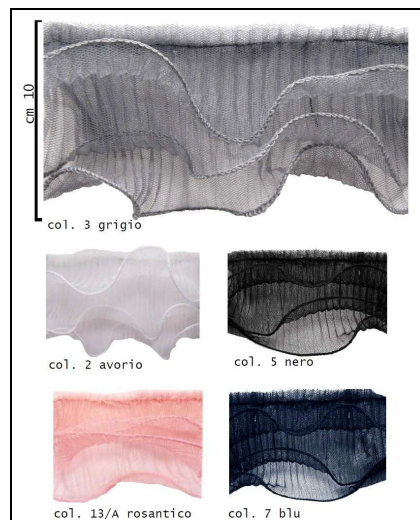 cm 10
col. 3 grigio
col. 2 avorio
col. 5 nero
col. 13/A rosantico
col. 7 blu